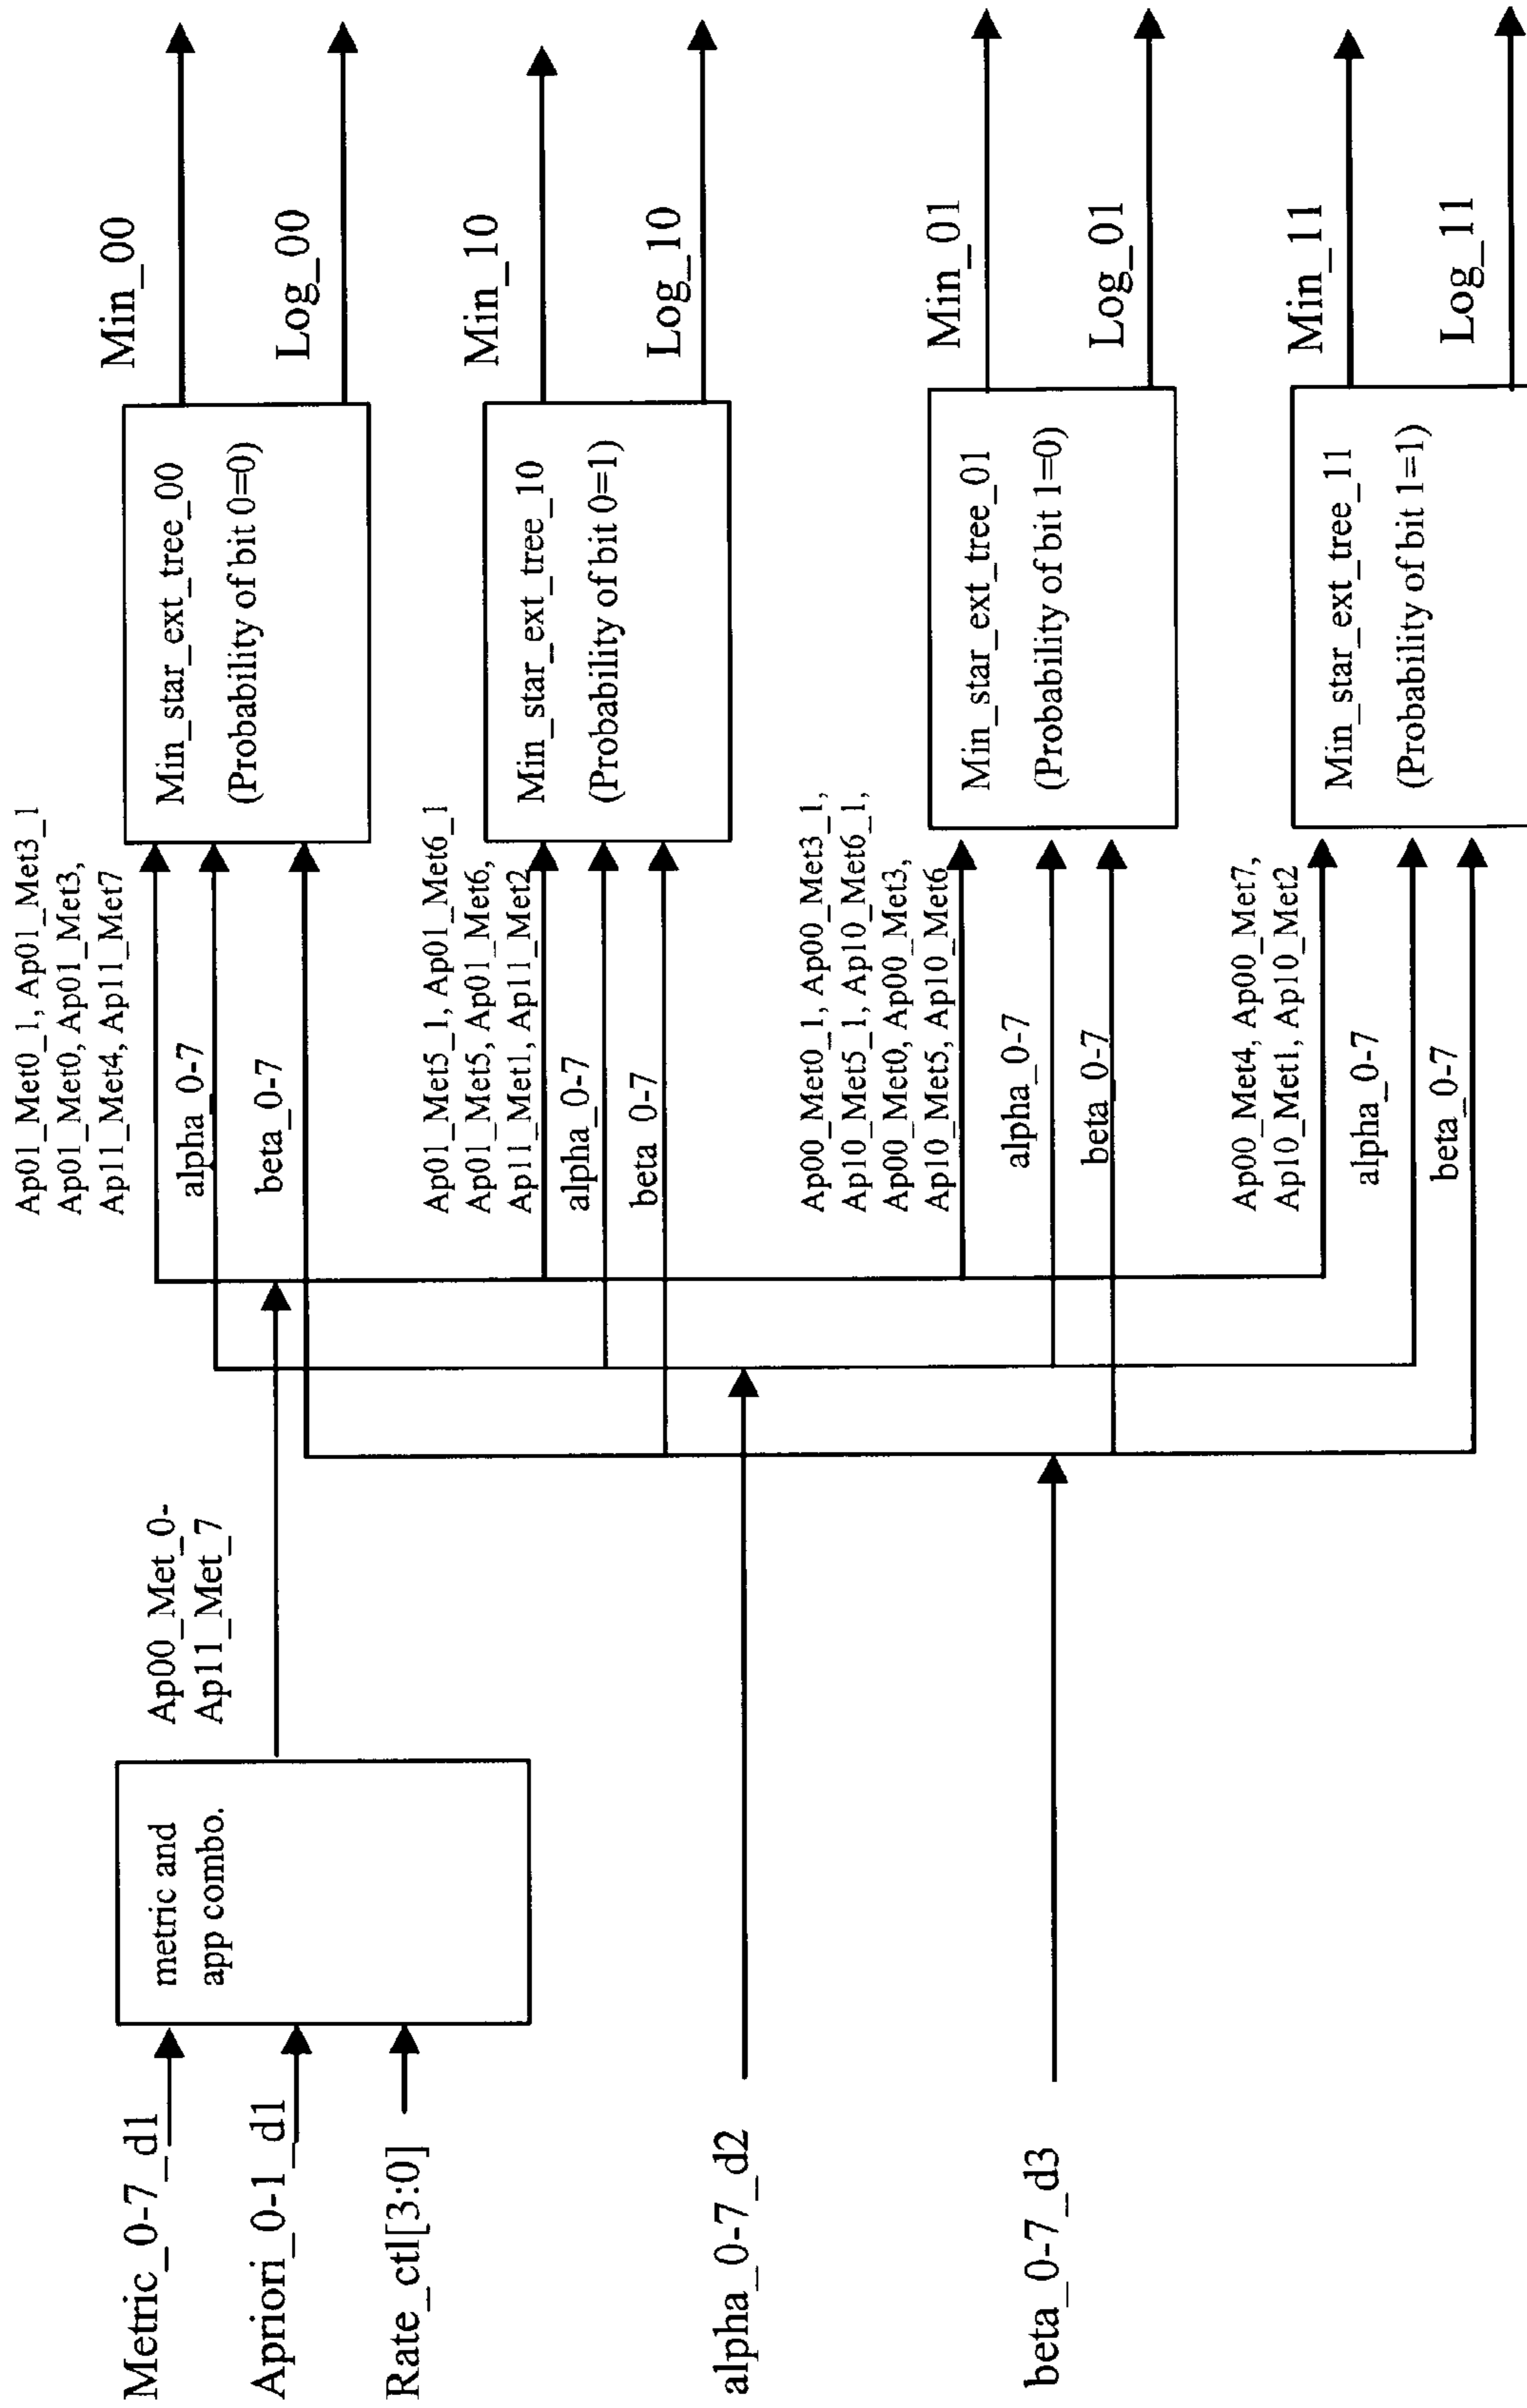 Metric_0-7_d1
Apriori_0-1_d1
Rate_ctl[3:0]
alpha_0-7_d2
beta_0-7_d3
metric and
app combo.
Ap00_Met_0-
Ap11_Met_7
Ap01_Met0_1, Ap01_Met3_1
Ap01_Met0, Ap01_Met3,
Ap11_Met4, Ap11_Met7
alpha_0-7
beta_0-7
Min_star_ext_tree_00
(Probability of bit 0=0)
Min_00
Log_00
Ap01_Met5_1, Ap01_Met6_1
Ap01_Met5, Ap01_Met6,
Ap11_Met1, Ap11_Met2
alpha_0-7
beta_0-7
Min_star_ext_tree_10
(Probability of bit 0=1)
Min_10
Log_10
Ap00_Met0_1, Ap00_Met3_1,
Ap10_Met5_1, Ap10_Met6_1,
Ap00_Met0, Ap00_Met3,
Ap10_Met5, Ap10_Met6
alpha_0-7
beta_0-7
Min_star_ext_tree_01
(Probability of bit 1=0)
Min_01
Log_01
Ap00_Met4, Ap00_Met7,
Ap10_Met1, Ap10_Met2
alpha_0-7
beta_0-7
Min_star_ext_tree_11
(Probability of bit 1=1)
Min_11
Log_11